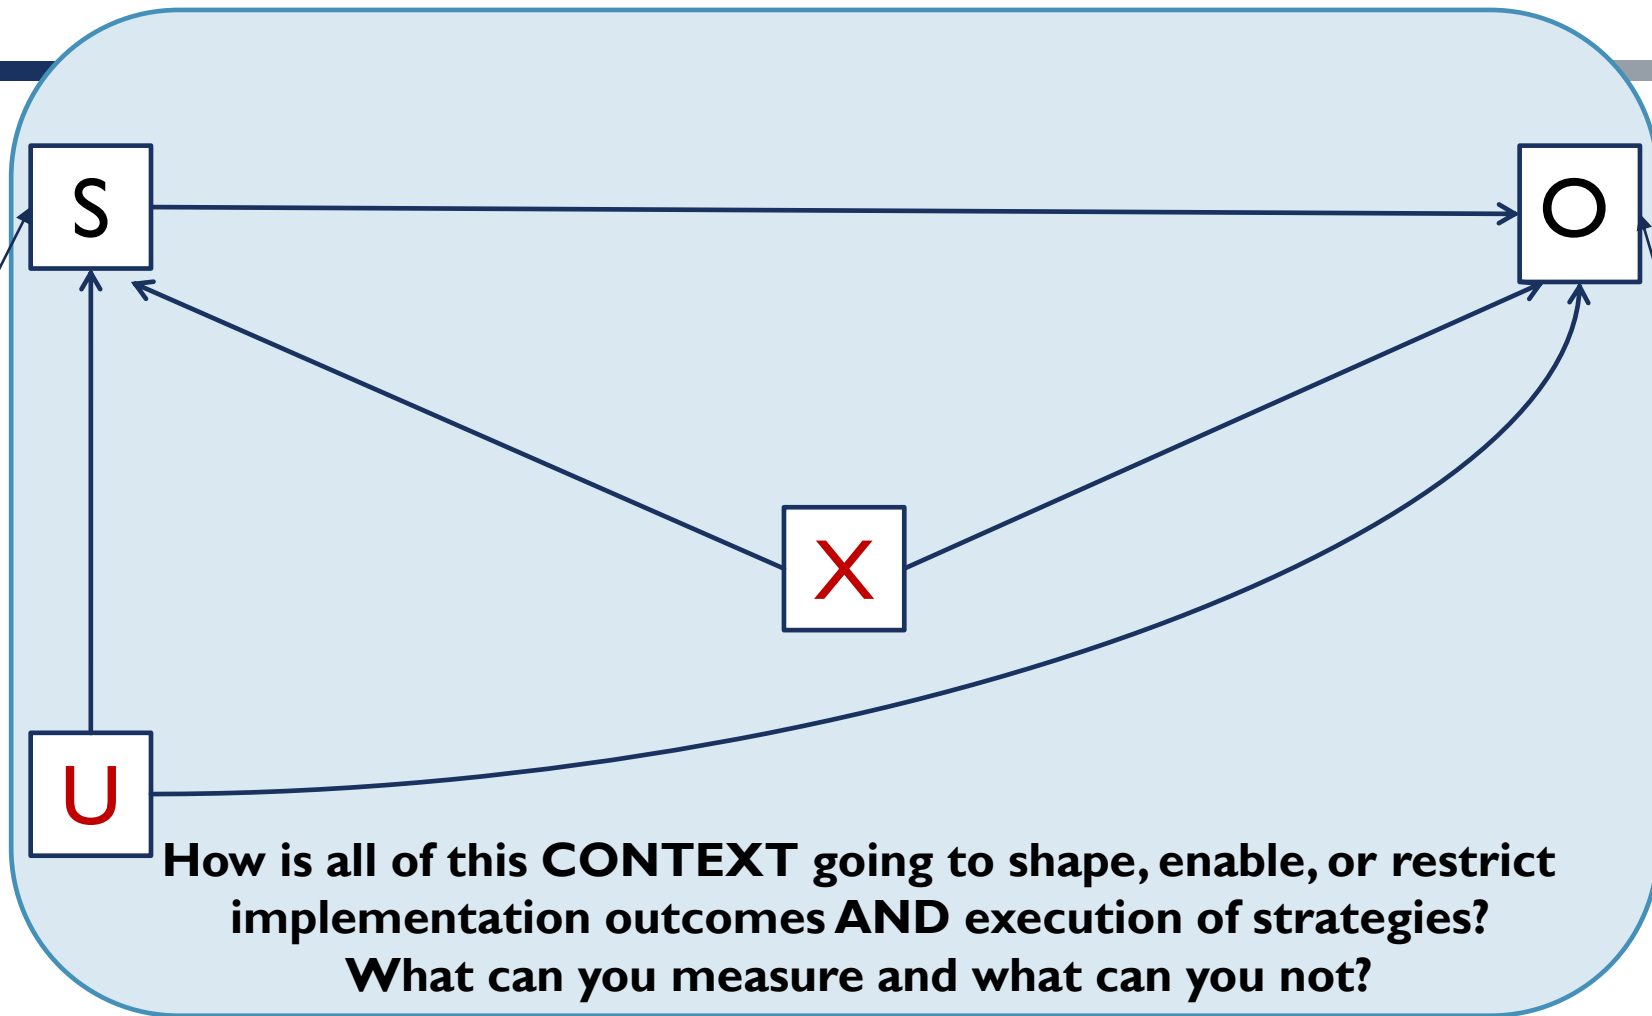 S
O
X
U
How is all of this CONTEXT going to shape, enable, or restrict
implementation outcomes AND execution of strategies?
What can you measure and what can you not?